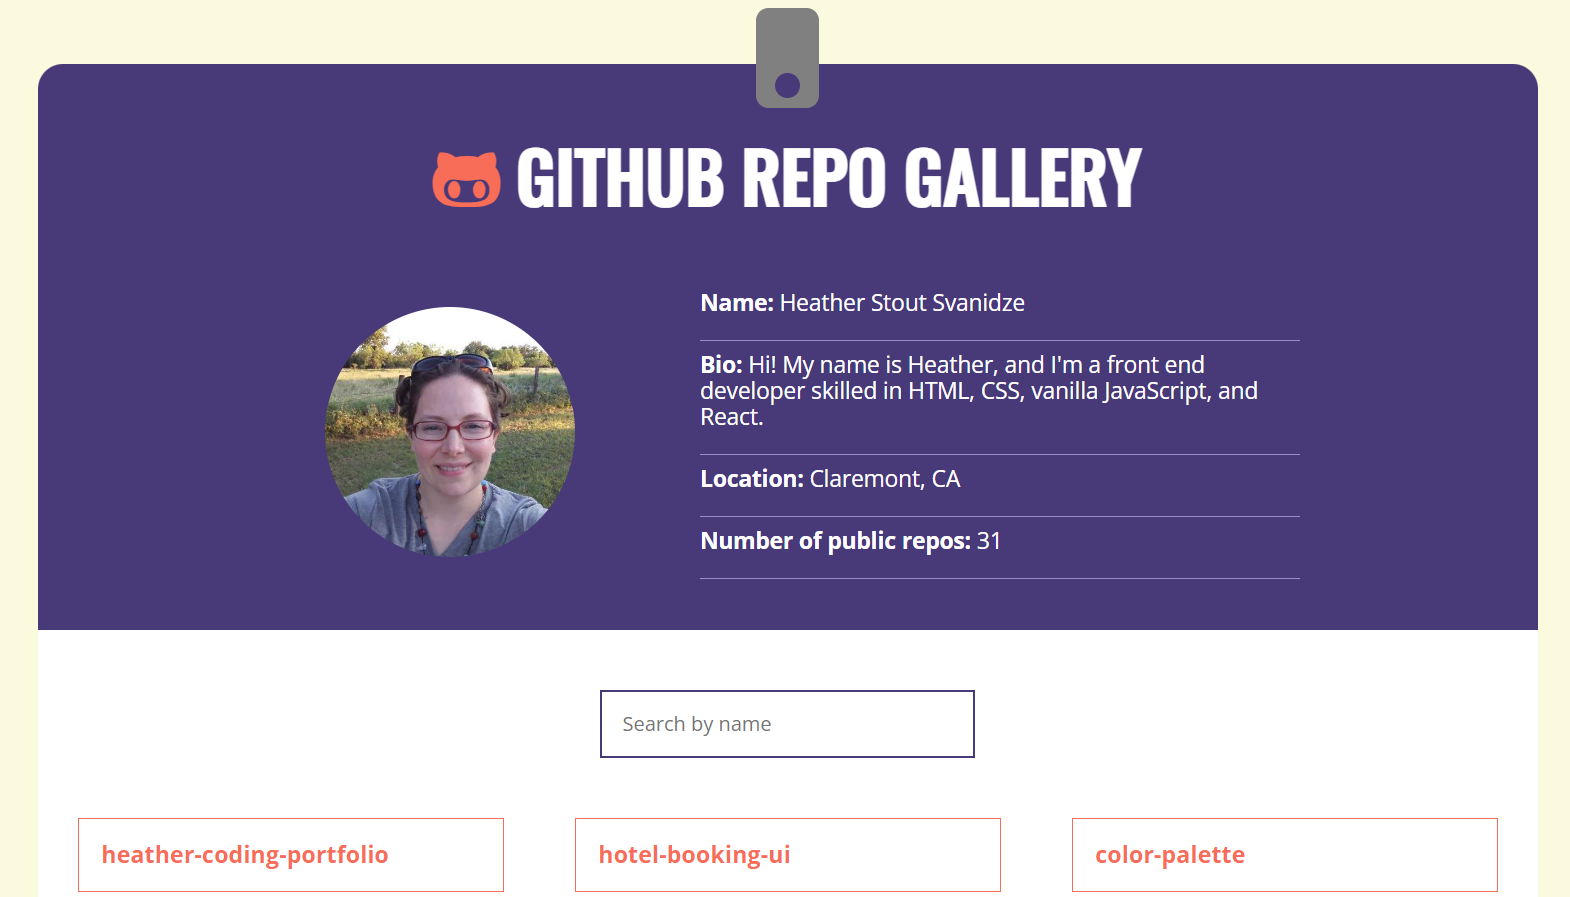 GITHUB REPO GALLERY
Name: Heather Stout Svanidze
Bio: Hi! My name is Heather, and I'm a front end
developer skilled in HTML, CSS, vanilla JavaScript, and
React.
Location: Claremont, CA
Number of public repos: 31
Search by name
heather-coding-portfolio
hotel-booking-ui
color-palette